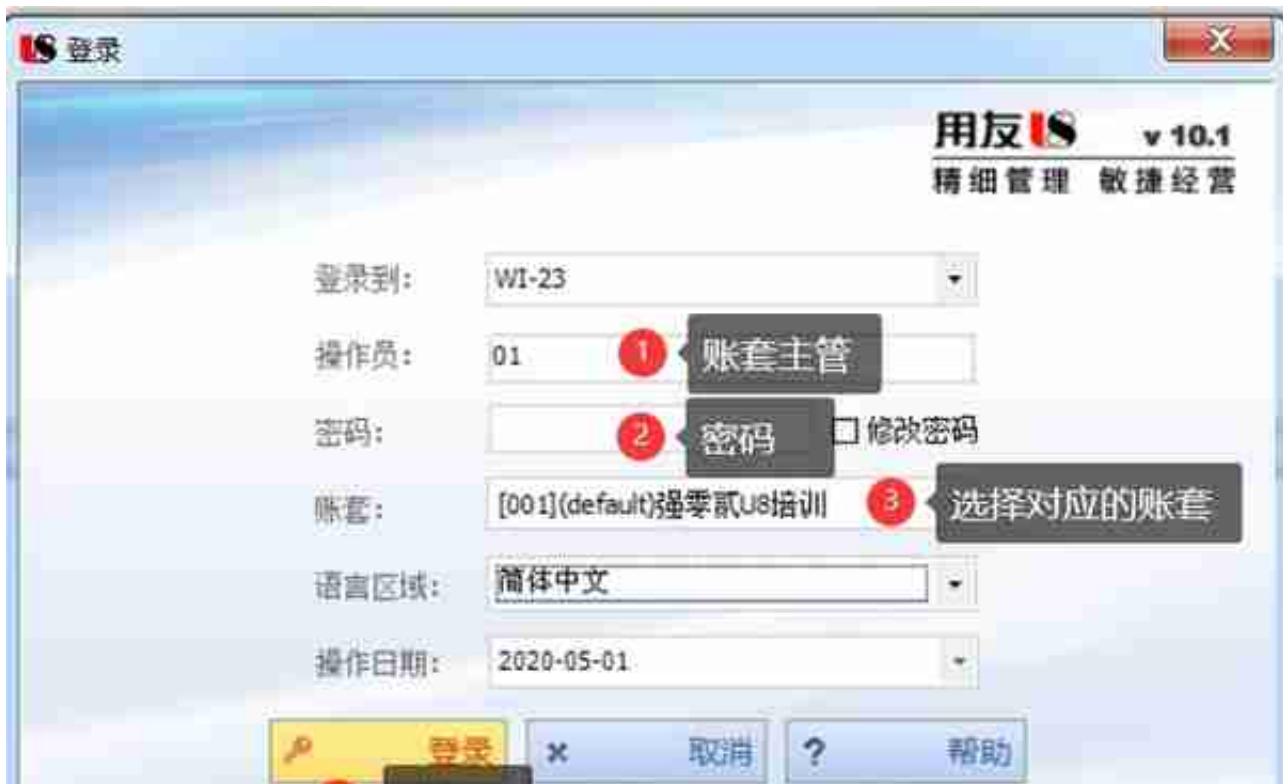 U8 登录
用友U8 v 10.1
精细管理 敏捷经营
登录到: WI-23
操作员: 01 1 账套主管
密码: 2 密码 修改密码
账套: [001](default)强零贰U8培训 3 选择对应的账套
语言区域: 简体中文
操作日期: 2020-05-01
登录 取消 ? 帮助